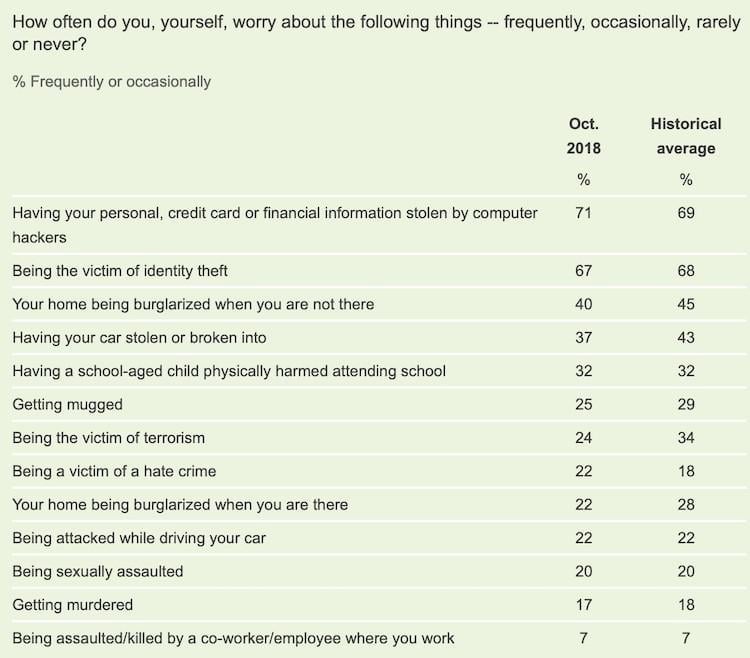 How often do you, yourself, worry about the following things -- frequently, occasionally, rarely
or never?
% Frequently or occasionally
Oct. Historical
2018 average
% %
Having your personal, credit card or financial information stolen by computer 71 69
hackers
Being the victim of identity theft 67 68
Your home being burglarized when you are not there 40 45
Having your car stolen or broken into 37 43
Having a school-aged child physically harmed attending school 32 32
Getting mugged 25 29
Being the victim of terrorism 24 34
Being a victim of a hate crime 22 18
Your home being burglarized when you are there 22 28
Being attacked while driving your car 22 22
Being sexually assaulted 20 20
Getting murdered 17 18
Being assaulted/killed by a co-worker/employee where you work 7 7